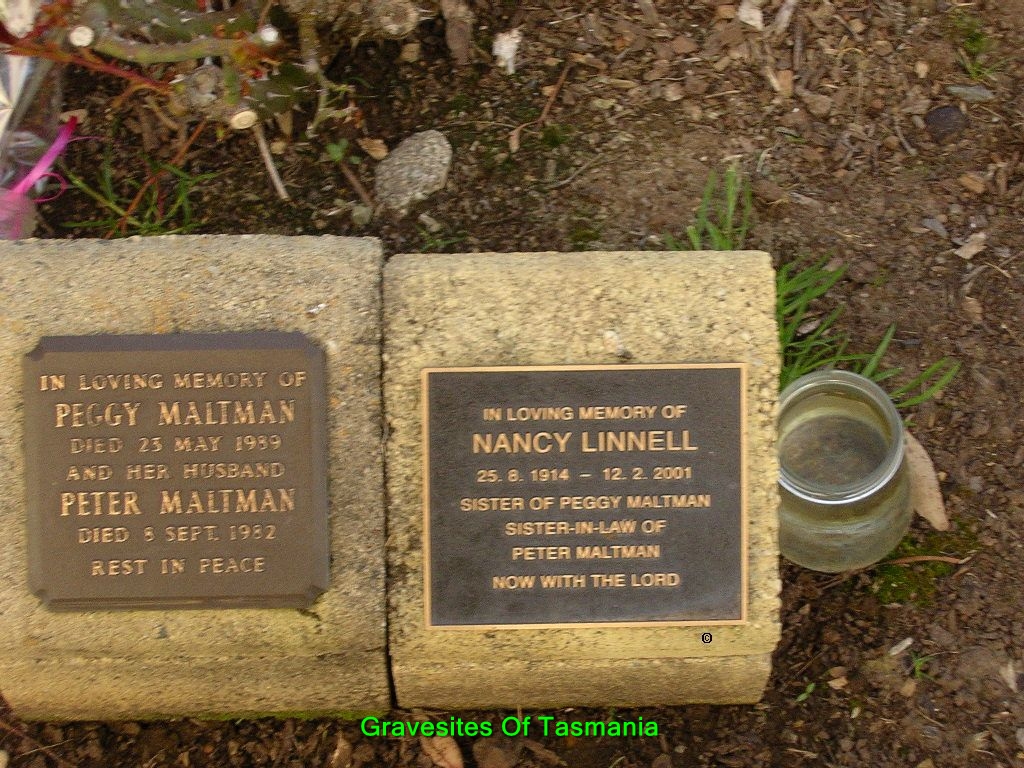 IN LOVING MEMORY OF
PEGGY MALTMAN
DIED 23 MAY 1989
AND HER HUSBAND
PETER MALTMAN
DIED 8 SEPT. 1982
REST IN PEACE
IN LOVING MEMORY OF
NANCY LINNELL
25. 8. 1914 – 12. 2. 2001
SISTER OF PEGGY MALTMAN
SISTER-IN-LAW OF
PETER MALTMAN
NOW WITH THE LORD
©
Gravesites Of Tasmania